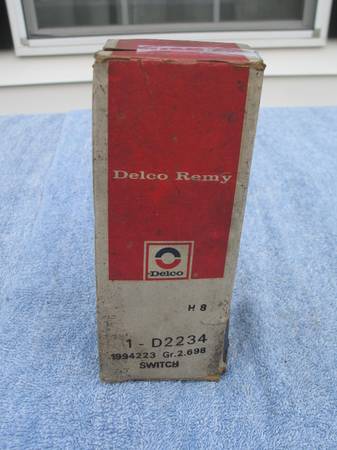 Delco Remy
Delco
H 8
1 - D2234
1994223 Gr.2.698
SWITCH